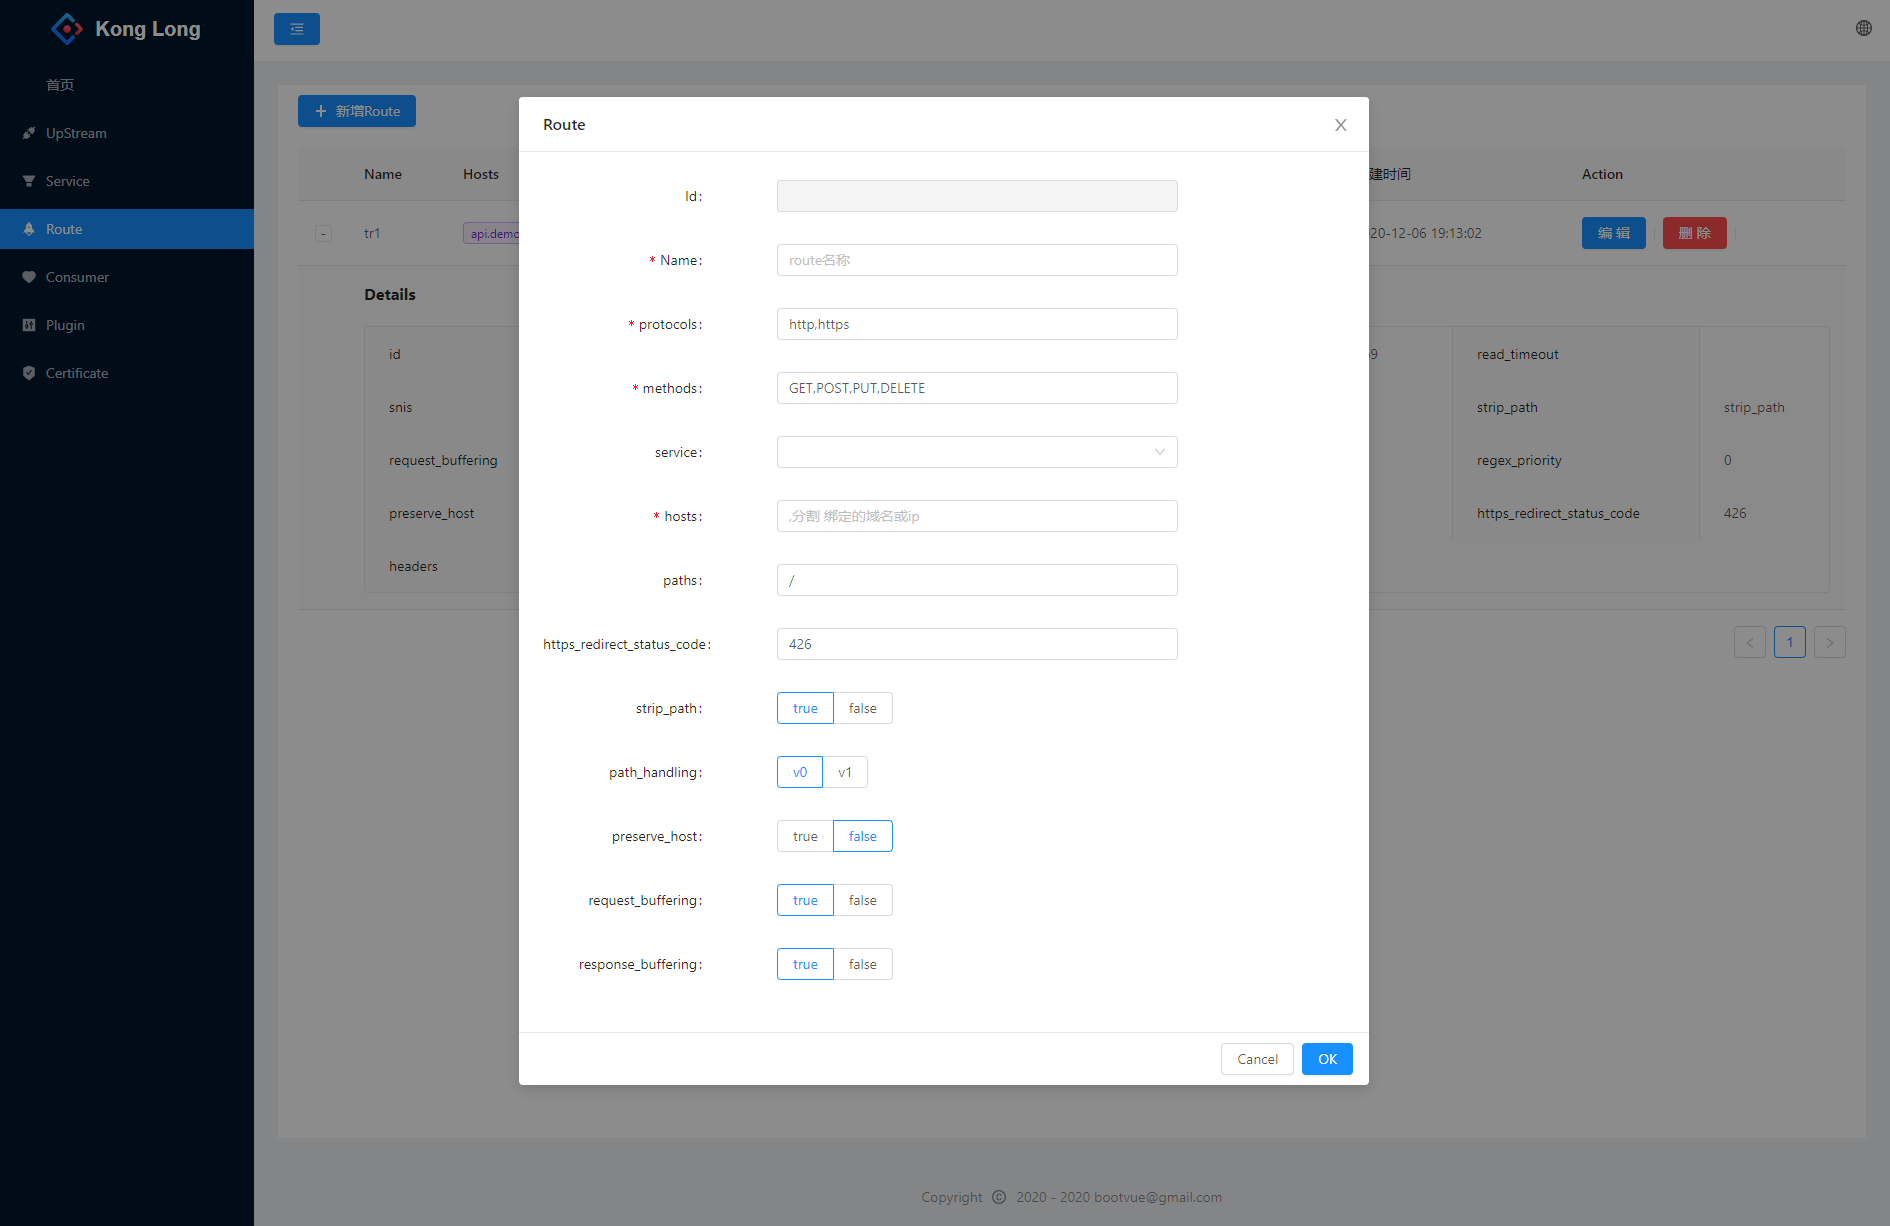 Kong Long
首页
UpStream
Service
Route
Consumer
Plugin
Certificate
新增Route
Name Hosts 建时间 Action
- tr1 api.demo 20-12-06 19:13:02 编 辑 删 除
Details
id 9 read_timeout
snis strip_path strip_path
request_buffering regex_priority 0
preserve_host https_redirect_status_code 426
headers
< 1 >
Route
Id:
* Name: route名称
* protocols: http,https
* methods: GET,POST,PUT,DELETE
service:
* hosts: ,分割 绑定的域名或ip
paths: /
https_redirect_status_code: 426
strip_path: true false
path_handling: v0 v1
preserve_host: true false
request_buffering: true false
response_buffering: true false
Cancel OK
Copyright © 2020 - 2020 bootvue@gmail.com